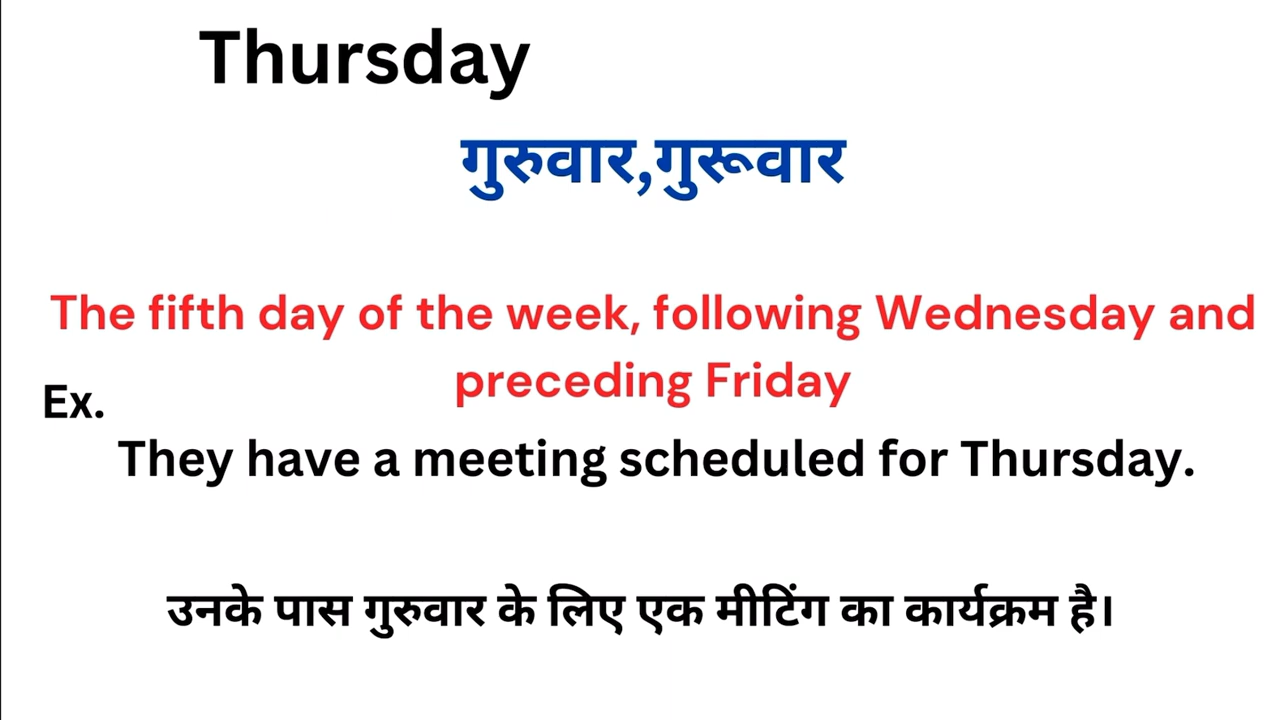 Thursday
गुरुवार,गुरूवार
The fifth day of the week, following Wednesday and
preceding Friday
Ex.
They have a meeting scheduled for Thursday.
उनके पास गुरुवार के लिए एक मीटिंग का कार्यक्रम है।